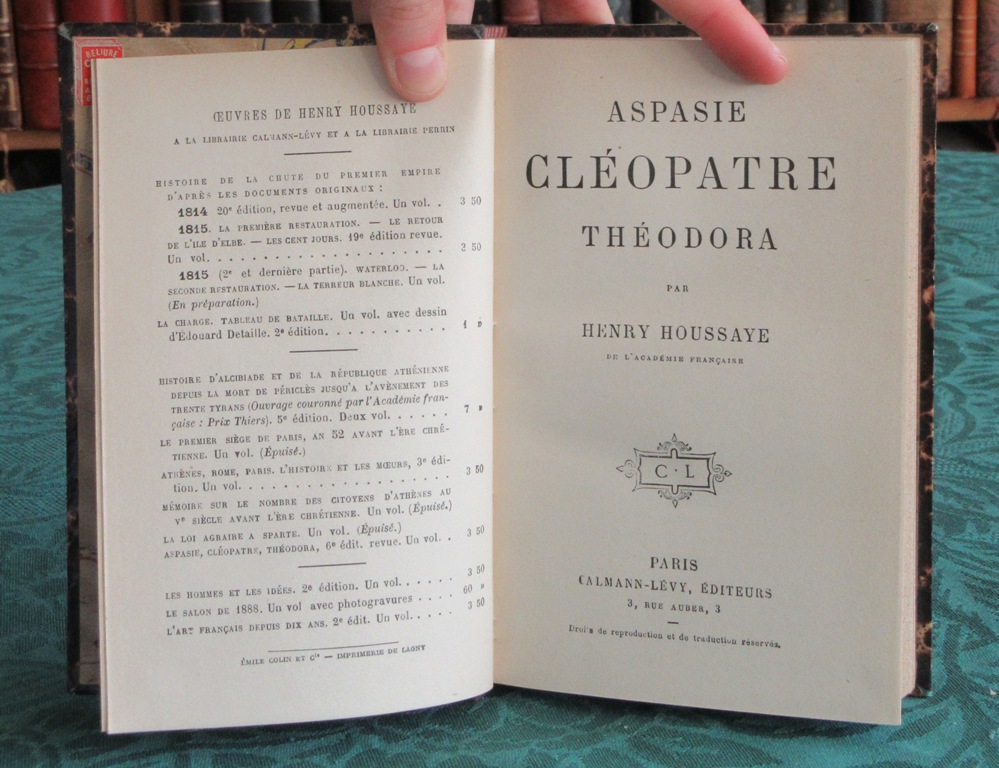 RELIURE
ŒUVRES DE HENRY HOUSSAYE
A LA LIBRAIRIE CALMANN-LÉVY ET A LA LIBRAIRIE PERRIN
HISTOIRE DE LA CHUTE DU PREMIER EMPIRE
D'APRÈS LES DOCUMENTS ORIGINAUX :
1814 20e édition, revue et augmentée. Un vol. . 3 50
1815. LA PREMIÈRE RESTAURATION. — LE RETOUR
DE L'ILE D'ELBE. — LES CENT JOURS. 19e édition revue.
Un vol. . . . . . . . . . . . . . . . . 3 50
1815 (2e et dernière partie). WATERLOO. — LA
SECONDE RESTAURATION. — LA TERREUR BLANCHE. Un vol.
(En préparation.)
LA CHARGE. TABLEAU DE BATAILLE. Un vol. avec dessin
d'Édouard Detaille. 2e édition. . . . . . . . . . 1 »
HISTOIRE D'ALCIBIADE ET DE LA RÉPUBLIQUE ATHÉNIENNE
DEPUIS LA MORT DE PÉRICLÈS JUSQU'A L'AVÈNEMENT DES
TRENTE TYRANS (Ouvrage couronné par l'Académie fran-
çaise : Prix Thiers). 5e édition. Deux vol. . . . . . 7 »
LE PREMIER SIÈGE DE PARIS, AN 52 AVANT L'ÈRE CHRÉ-
TIENNE. Un vol. (Épuisé.)
ATHÈNES, ROME, PARIS. L'HISTOIRE ET LES MŒURS, 3e édi-
tion. Un vol. . . . . . . . . . . . . . . . 3 50
MÉMOIRE SUR LE NOMBRE DES CITOYENS D'ATHÈNES AU
Ve SIÈCLE AVANT L'ÈRE CHRÉTIENNE. Un vol. (Épuisé.)
LA LOI AGRAIRE A SPARTE. Un vol. (Épuisé.)
ASPASIE, CLÉOPATRE, THÉODORA, 6e édit. revue. Un vol. . 3 50
LES HOMMES ET LES IDÉES. 2e édition. Un vol. . . . . . 3 50
LE SALON DE 1888. Un vol avec photogravures . . . . 60 »
L'ART FRANÇAIS DEPUIS DIX ANS. 2e édit. Un vol. . . . . 3 50
ÉMILE COLIN ET Cie — IMPRIMERIE DE LAGNY
ASPASIE
CLÉOPATRE
THÉODORA
PAR
HENRY HOUSSAYE
DE L'ACADÉMIE FRANÇAISE
C·L
PARIS
CALMANN-LÉVY, ÉDITEURS
3, RUE AUBER, 3
Droits de reproduction et de traduction réservés.